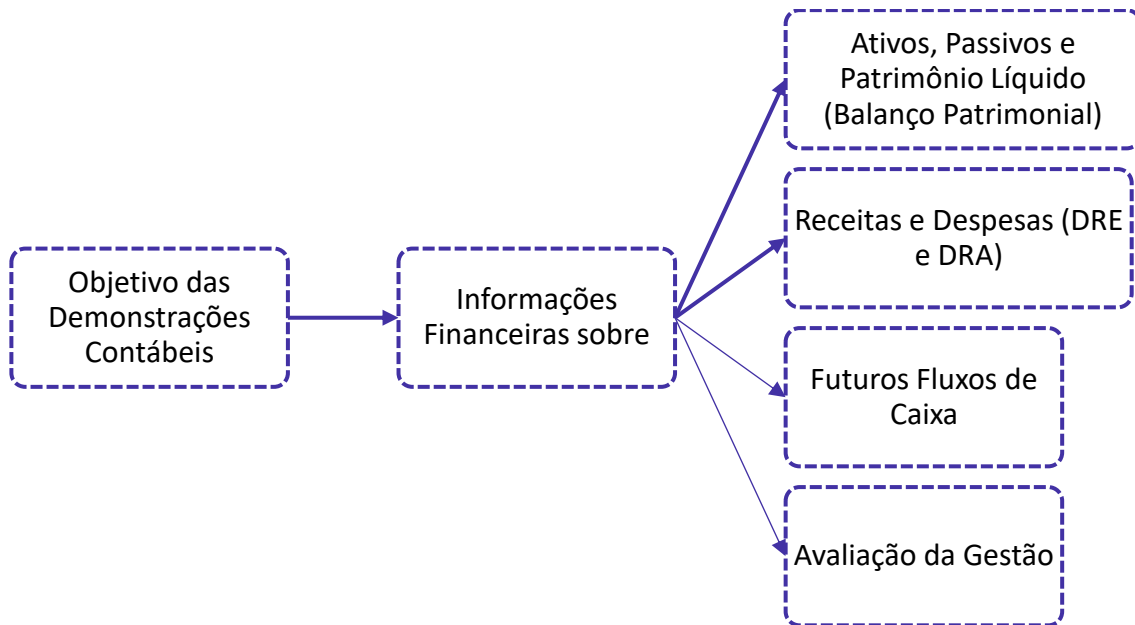 Objetivo das
Demonstrações
Contábeis
Informações
Financeiras sobre
Ativos, Passivos e
Patrimônio Líquido
(Balanço Patrimonial)
Receitas e Despesas (DRE
e DRA)
Futuros Fluxos de
Caixa
Avaliação da Gestão